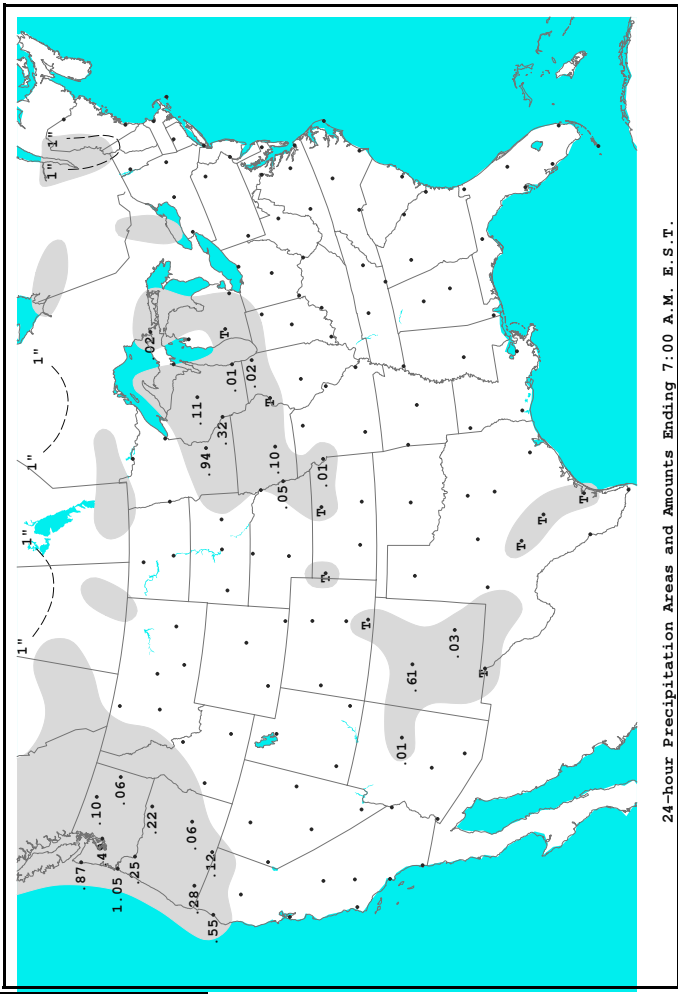 1"
1"
1"
1"
1"
1"
.87
.10
.49
1.05
.06
.25
.02
.22
.06
.28
.11
.94
.12
.55
.32
T
.01
.02
T
.10
.05
T
.01
T
T
.01
.61
.03
T
T
T
T
24-hour Precipitation Areas and Amounts Ending 7:00 A.M. E.S.T.